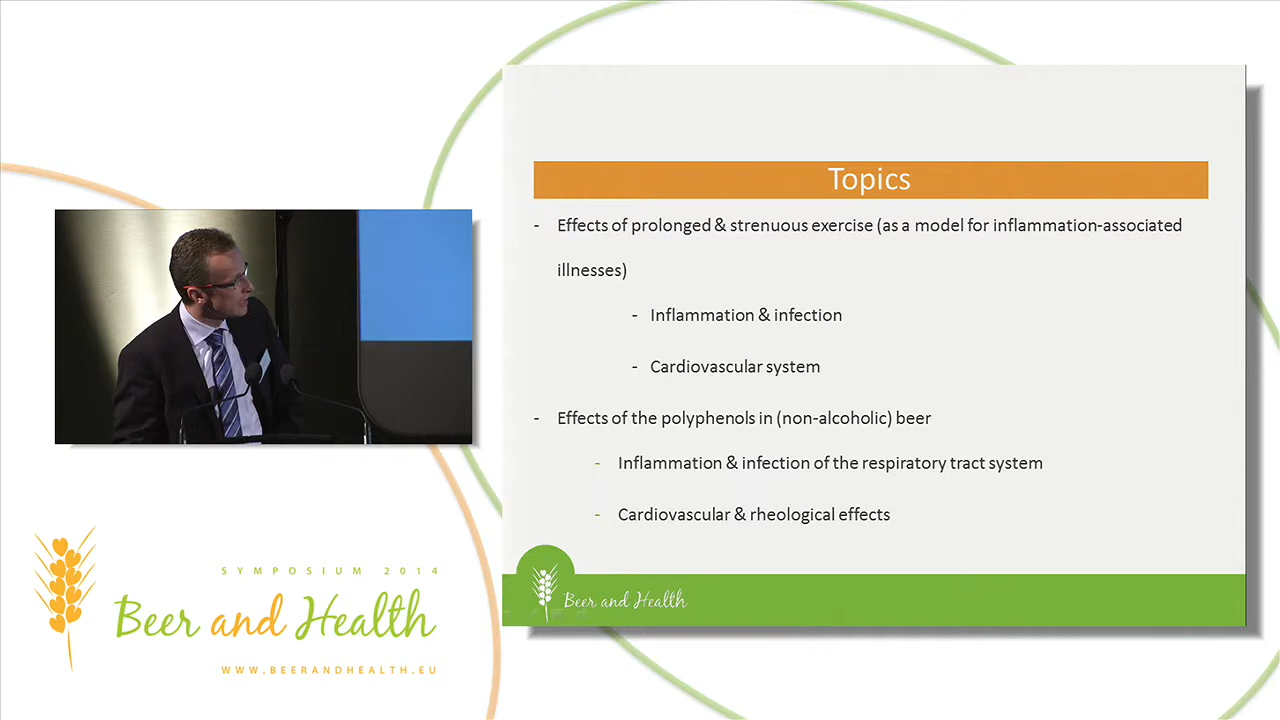 Topics
- Effects of prolonged & strenuous exercise (as a model for inflammation-associated
illnesses)
- Inflammation & infection
- Cardiovascular system
- Effects of the polyphenols in (non-alcoholic) beer
- Inflammation & infection of the respiratory tract system
- Cardiovascular & rheological effects
Beer and Health
SYMPOSIUM 2014
Beer and Health
WWW.BEERANDHEALTH.EU